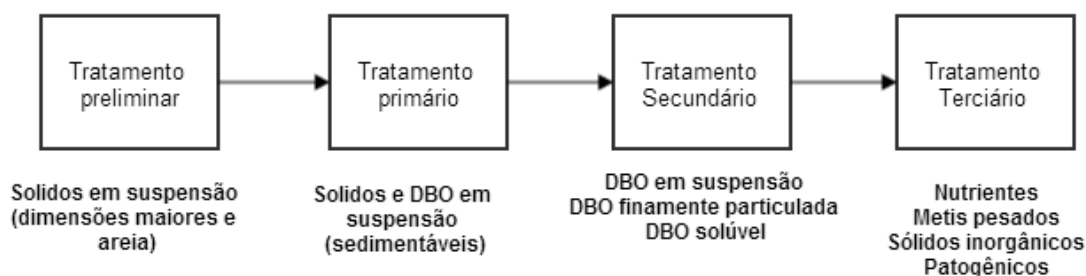 Tratamento
preliminar
Tratamento
primário
Tratamento
Secundário
Tratamento
Terciário
Solidos em suspensão
(dimensões maiores e
areia)
Solidos e DBO em
suspensão
(sedimentáveis)
DBO em suspensão
DBO finamente particulada
DBO solúvel
Nutrientes
Metis pesados
Sólidos inorgânicos
Patogênicos